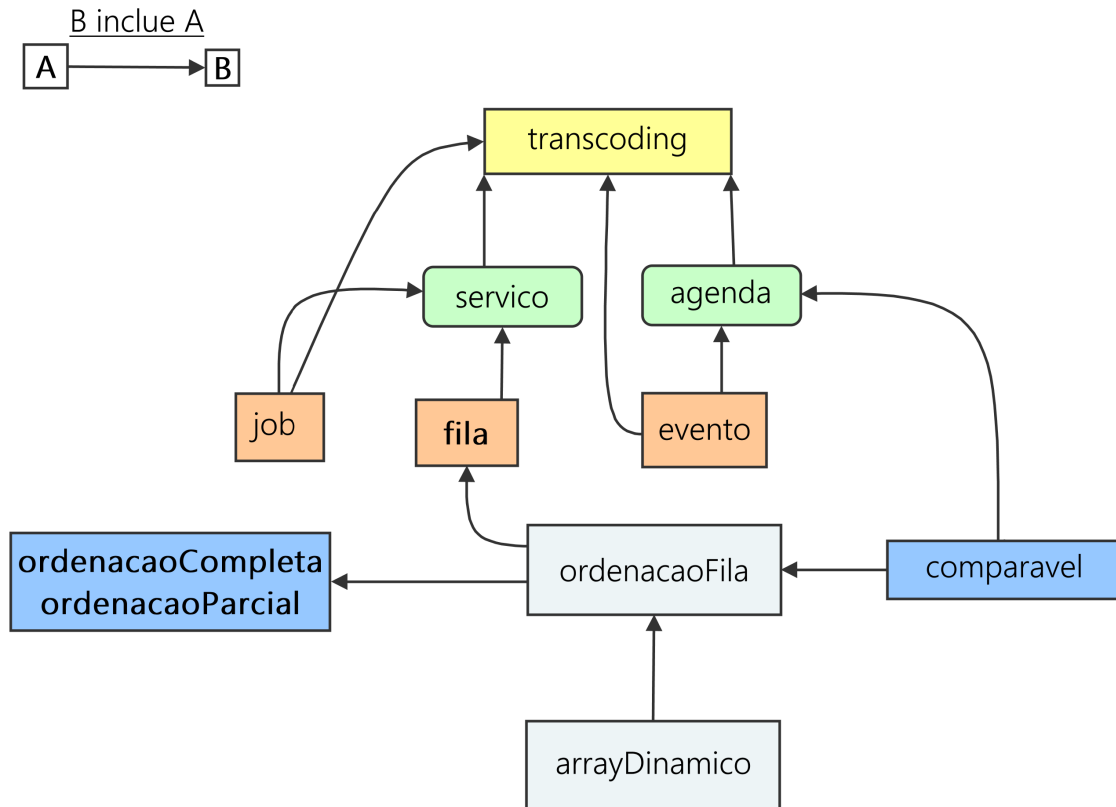 B inclue A
A
B
transcoding
servico
agenda
job
fila
evento
ordenacaoCompleta
ordenacaoParcial
ordenacaoFila
comparavel
arrayDinamico